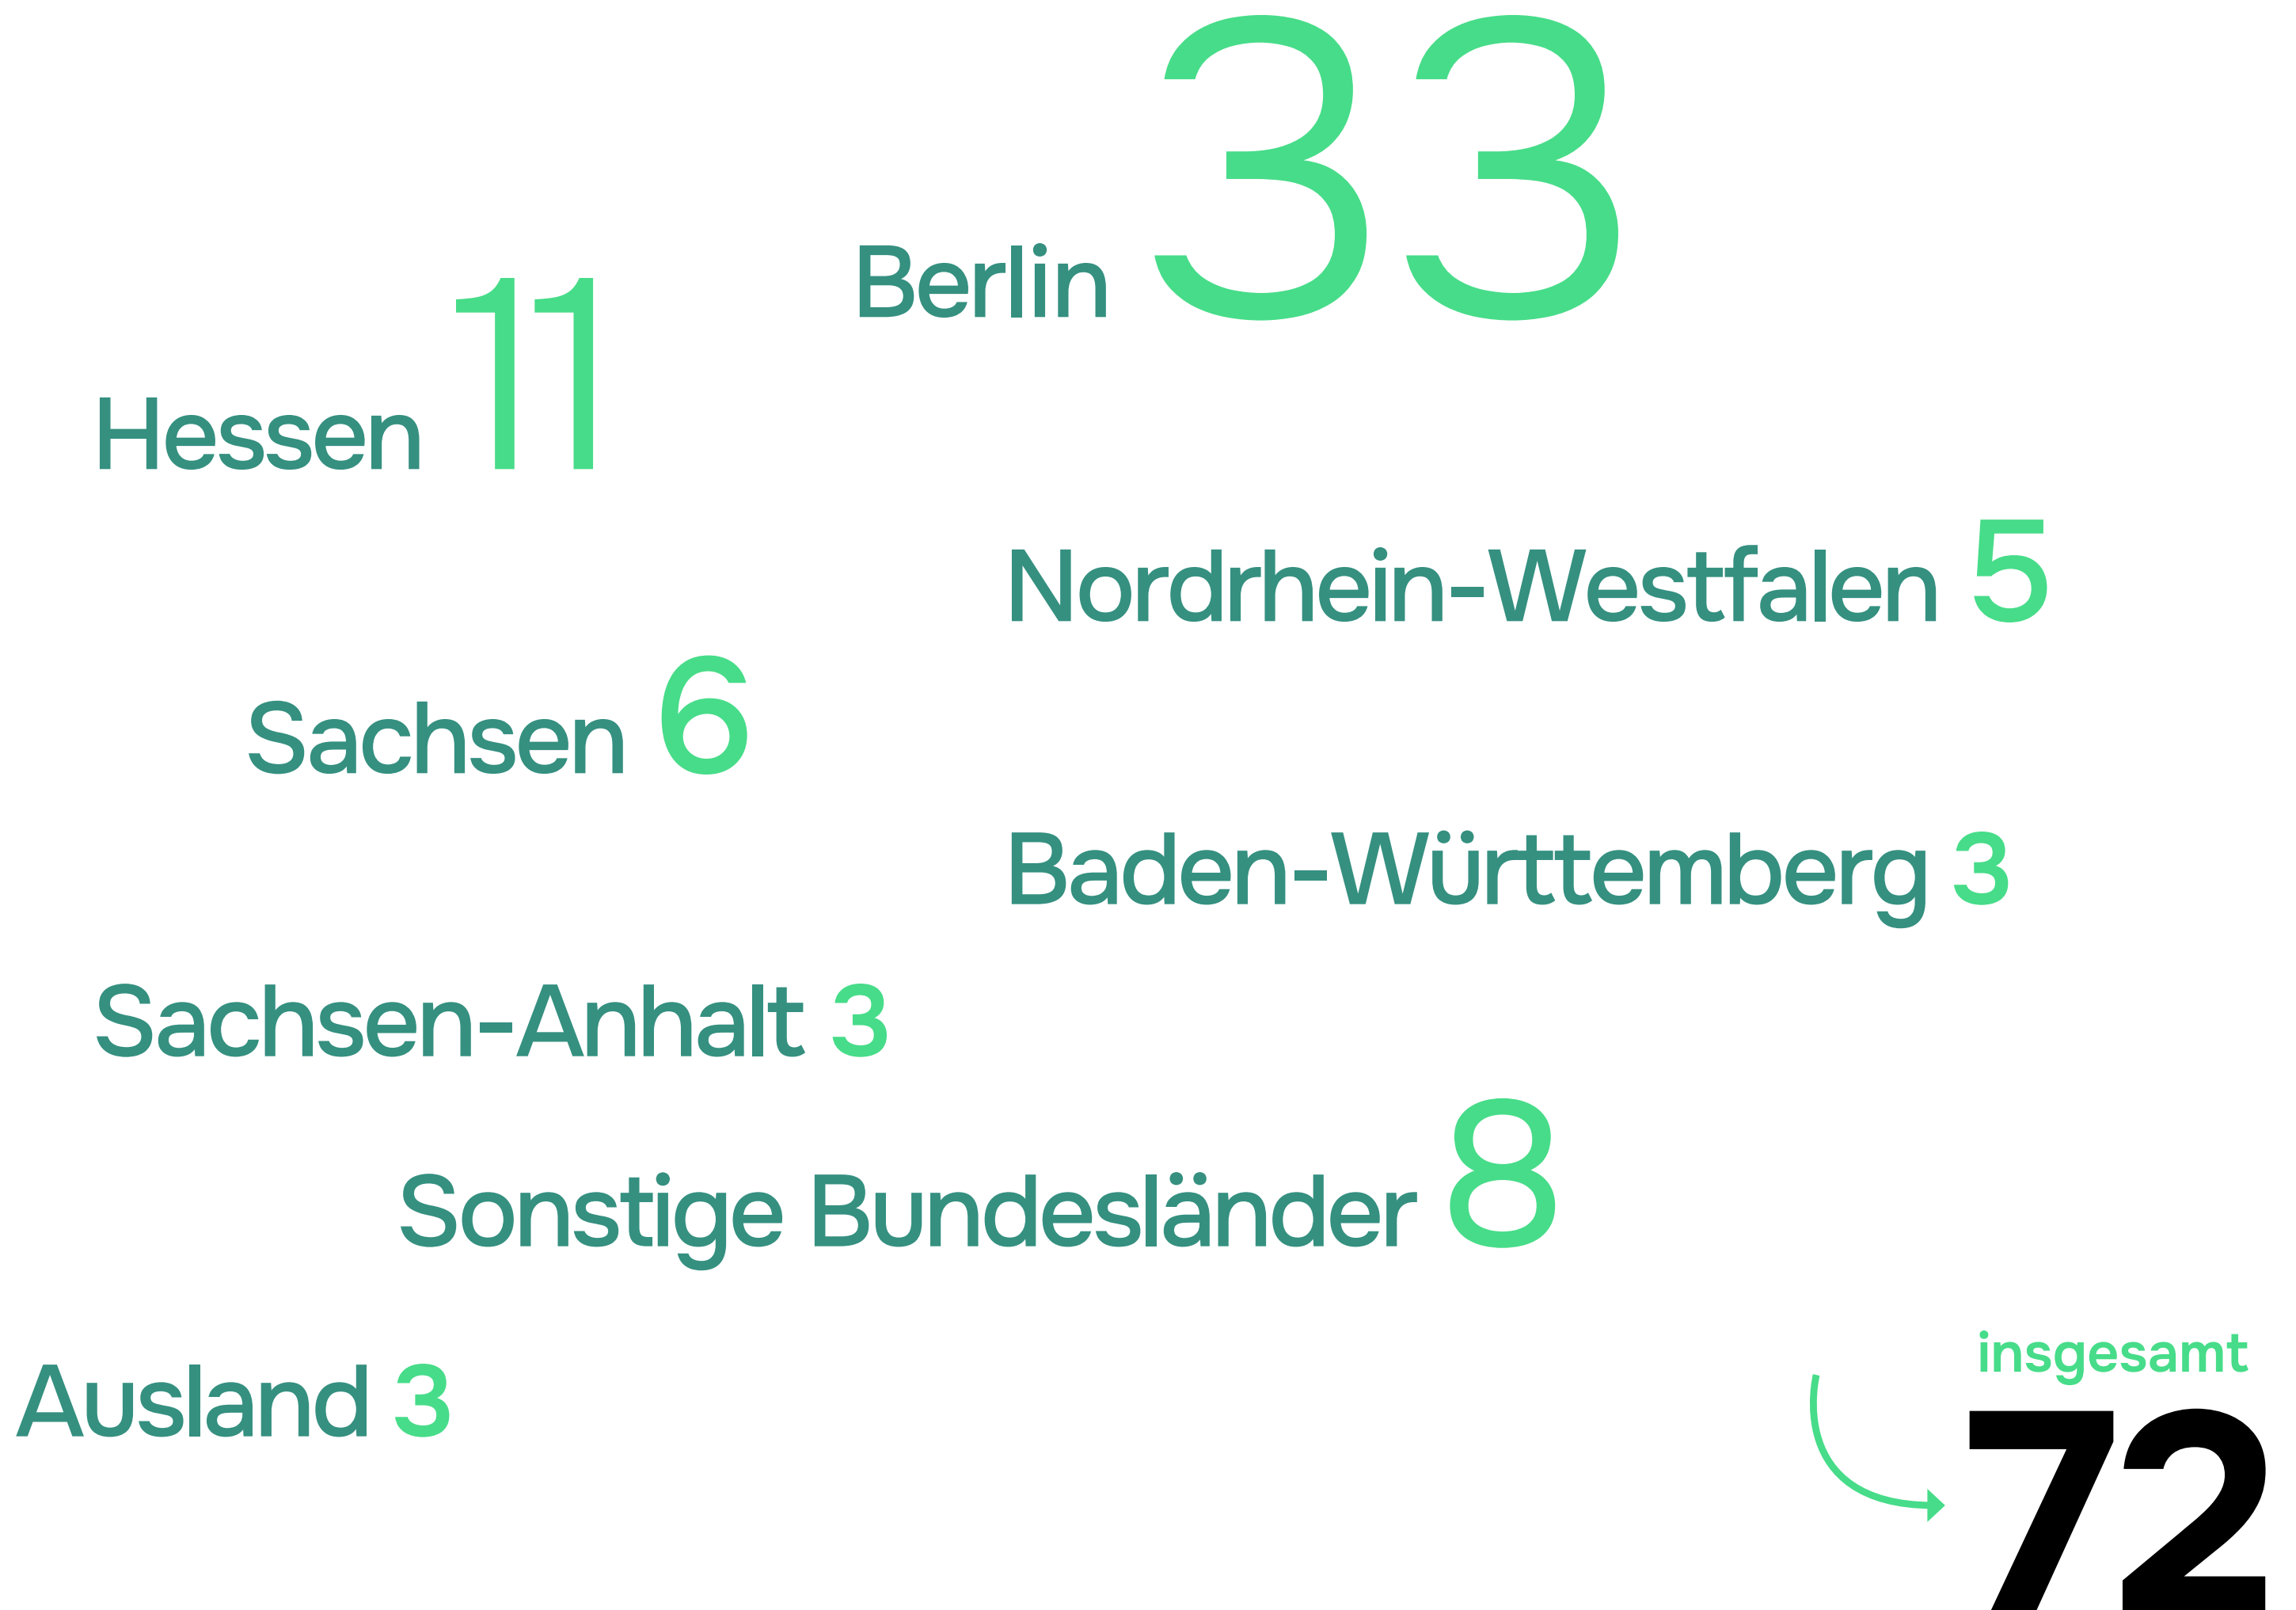 Berlin 33
Hessen 11
Nordrhein-Westfalen 5
Sachsen 6
Baden-Württemberg 3
Sachsen-Anhalt 3
Sonstige Bundesländer 8
Ausland 3
insgesamt
72